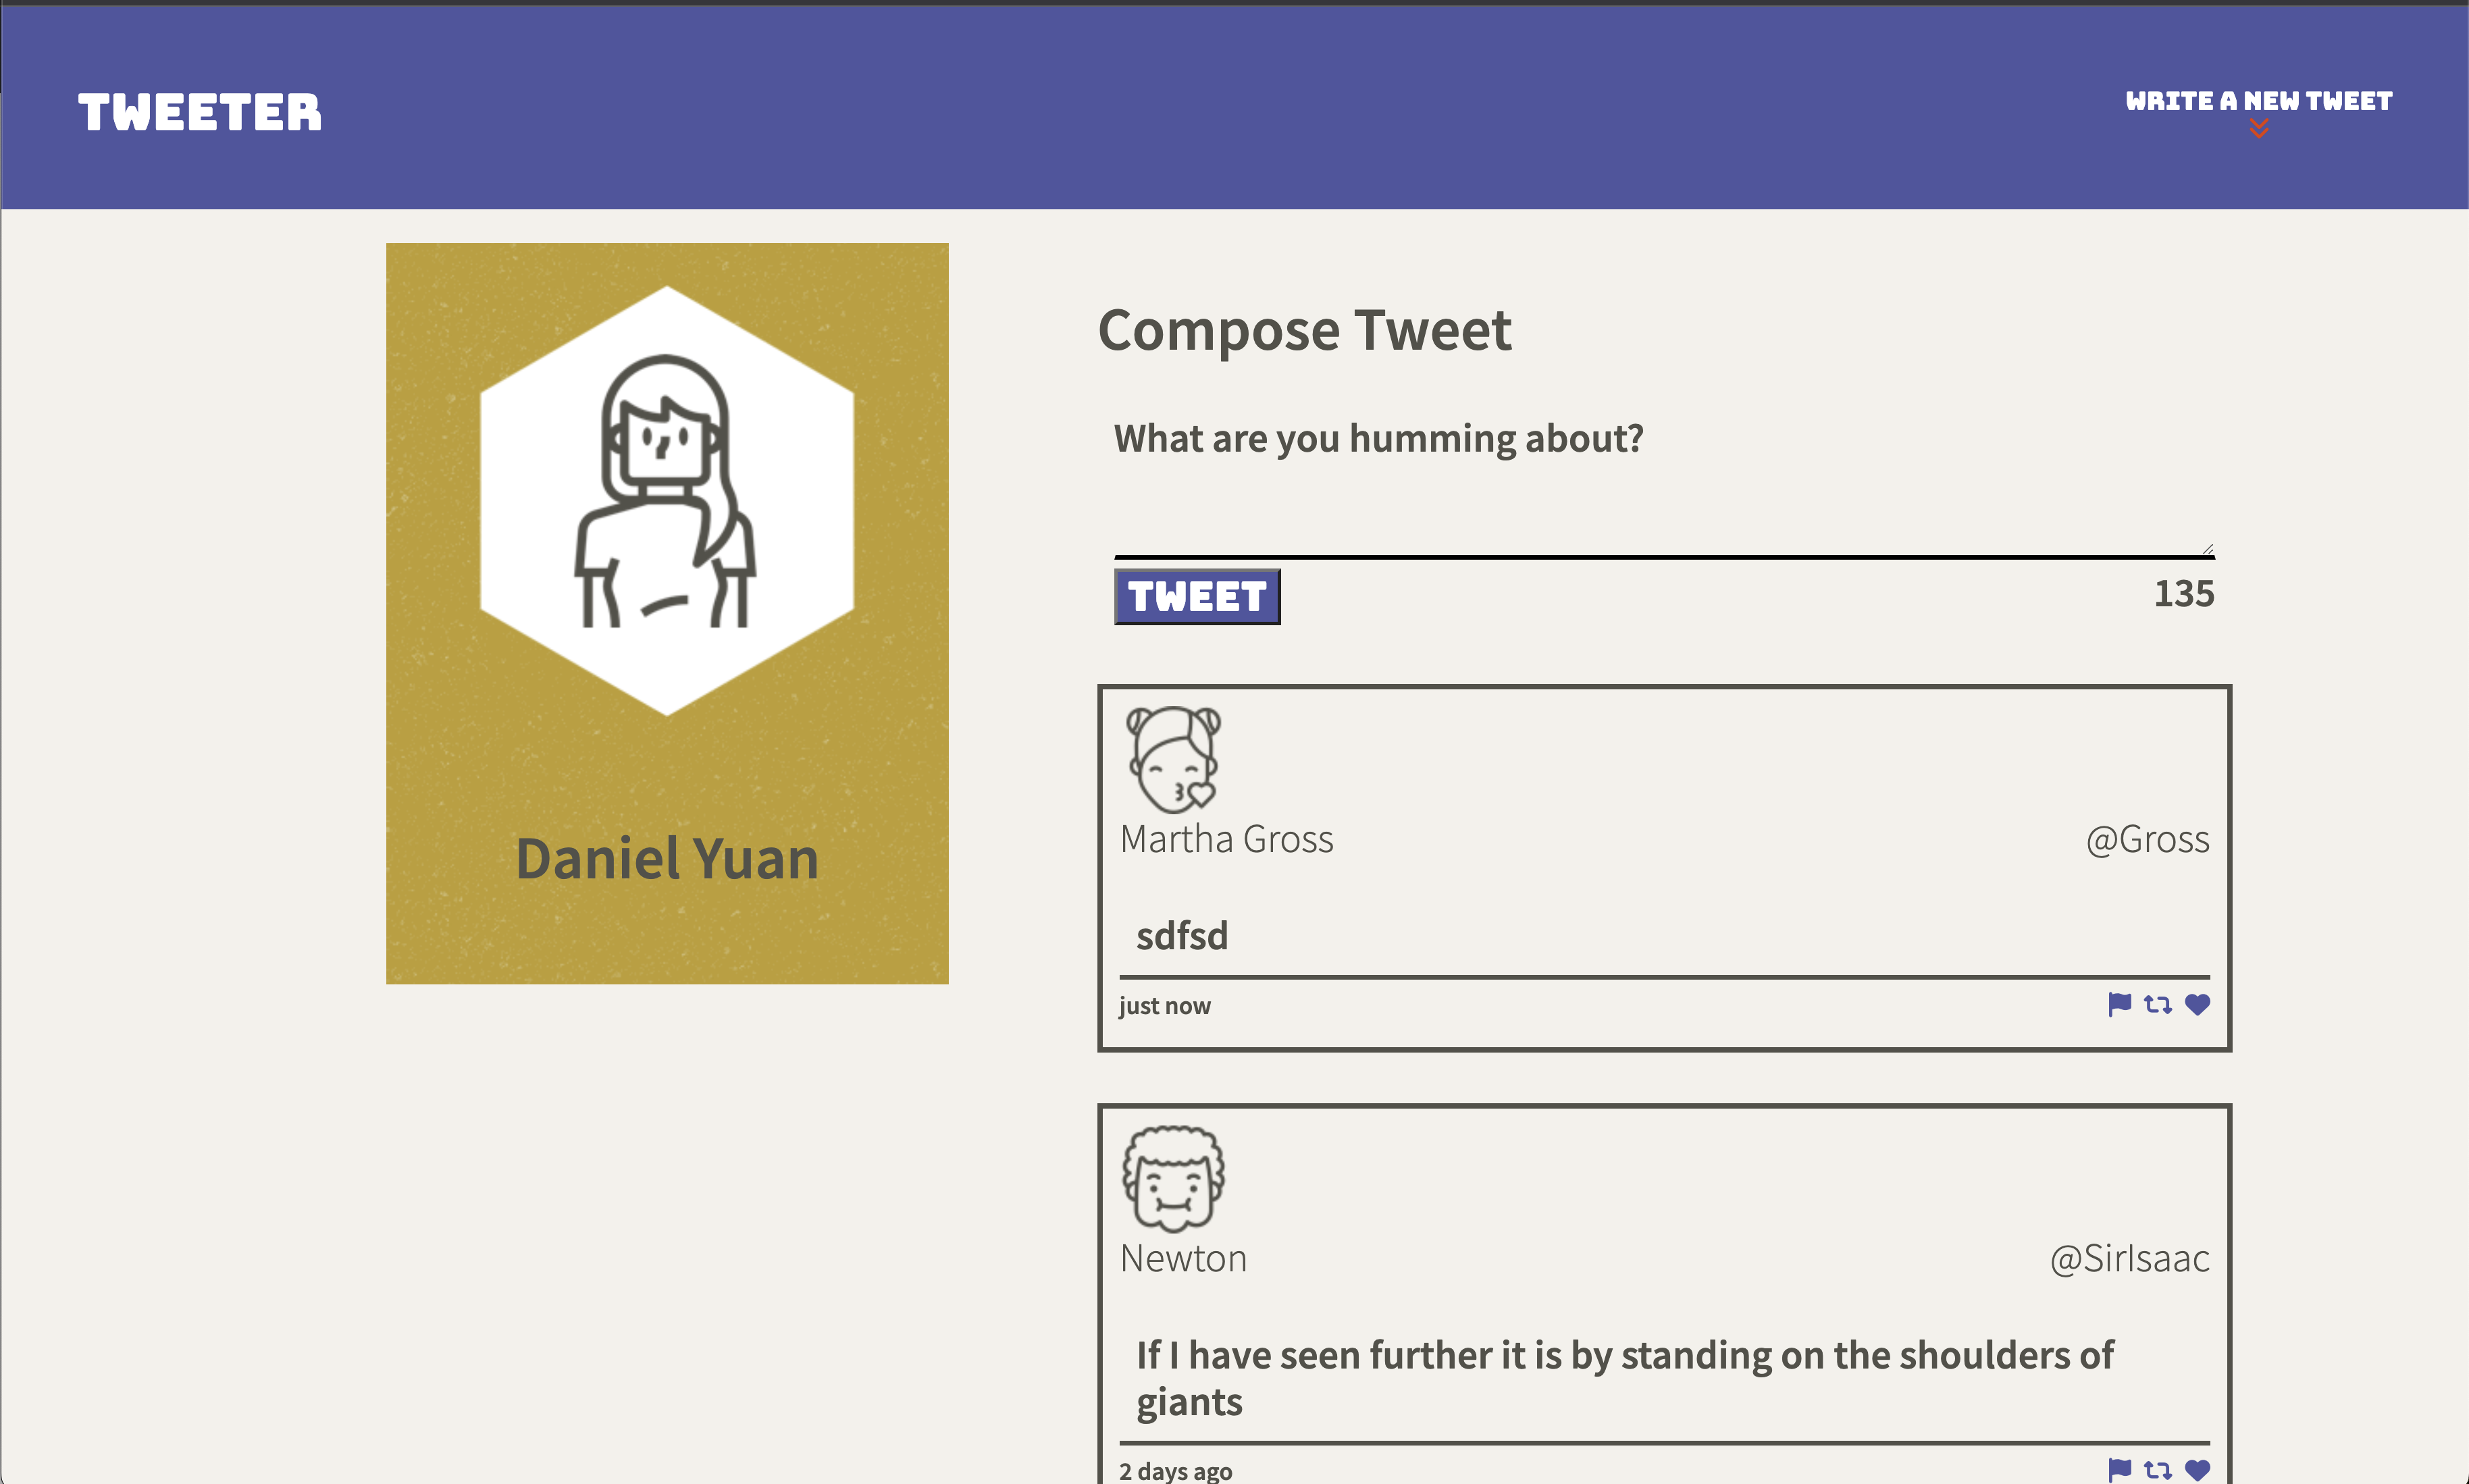 TWEETER
WRITE A NEW TWEET
Daniel Yuan
Compose Tweet
What are you humming about?
TWEET
135
Martha Gross
@Gross
sdfsd
just now
Newton
@SirIsaac
If I have seen further it is by standing on the shoulders of
giants
2 days ago